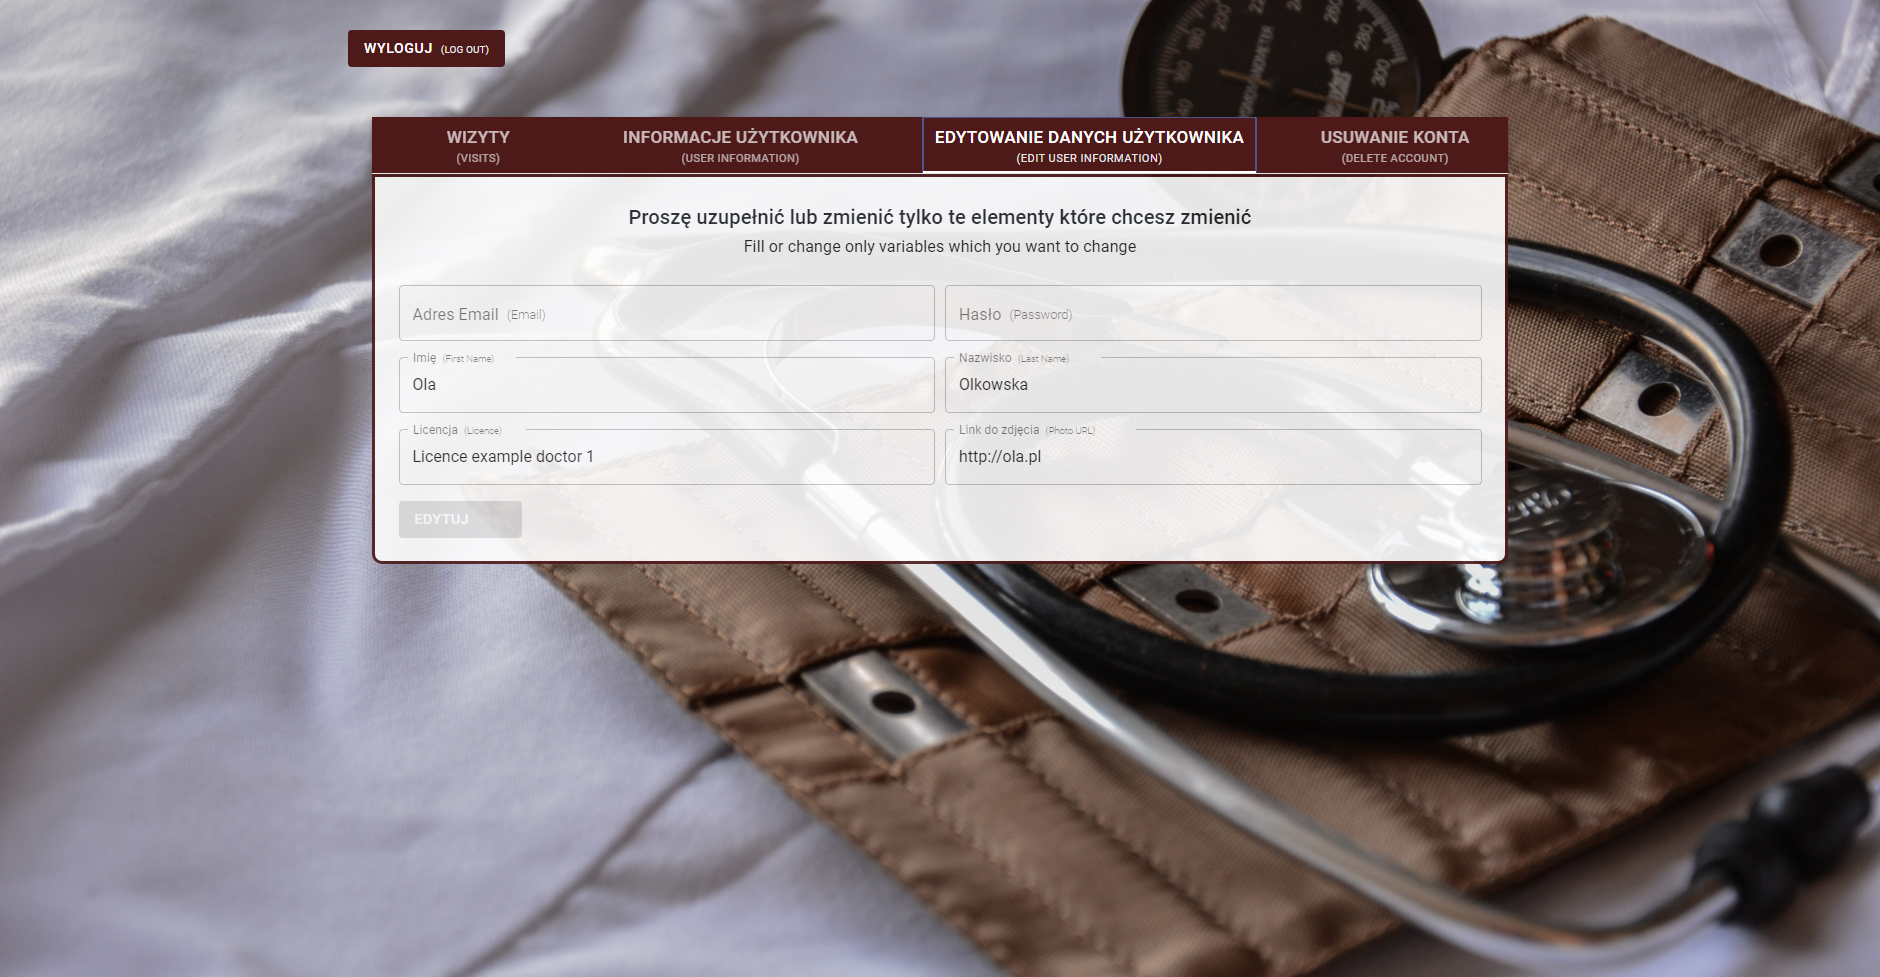 WYLOGUJ (LOG OUT)
WIZYTY
(VISITS)
INFORMACJE UŻYTKOWNIKA
(USER INFORMATION)
EDYTOWANIE DANYCH UŻYTKOWNIKA
(EDIT USER INFORMATION)
USUWANIE KONTA
(DELETE ACCOUNT)
Proszę uzupełnić lub zmienić tylko te elementy które chcesz zmienić
Fill or change only variables which you want to change
Adres Email (Email)
Hasło (Password)
Imię (First Name)
Ola
Nazwisko (Last Name)
Olkowska
Licencja (Licence)
Licence example doctor 1
Link do zdjęcia (Photo URL)
http://ola.pl
EDYTUJ
200
280
300